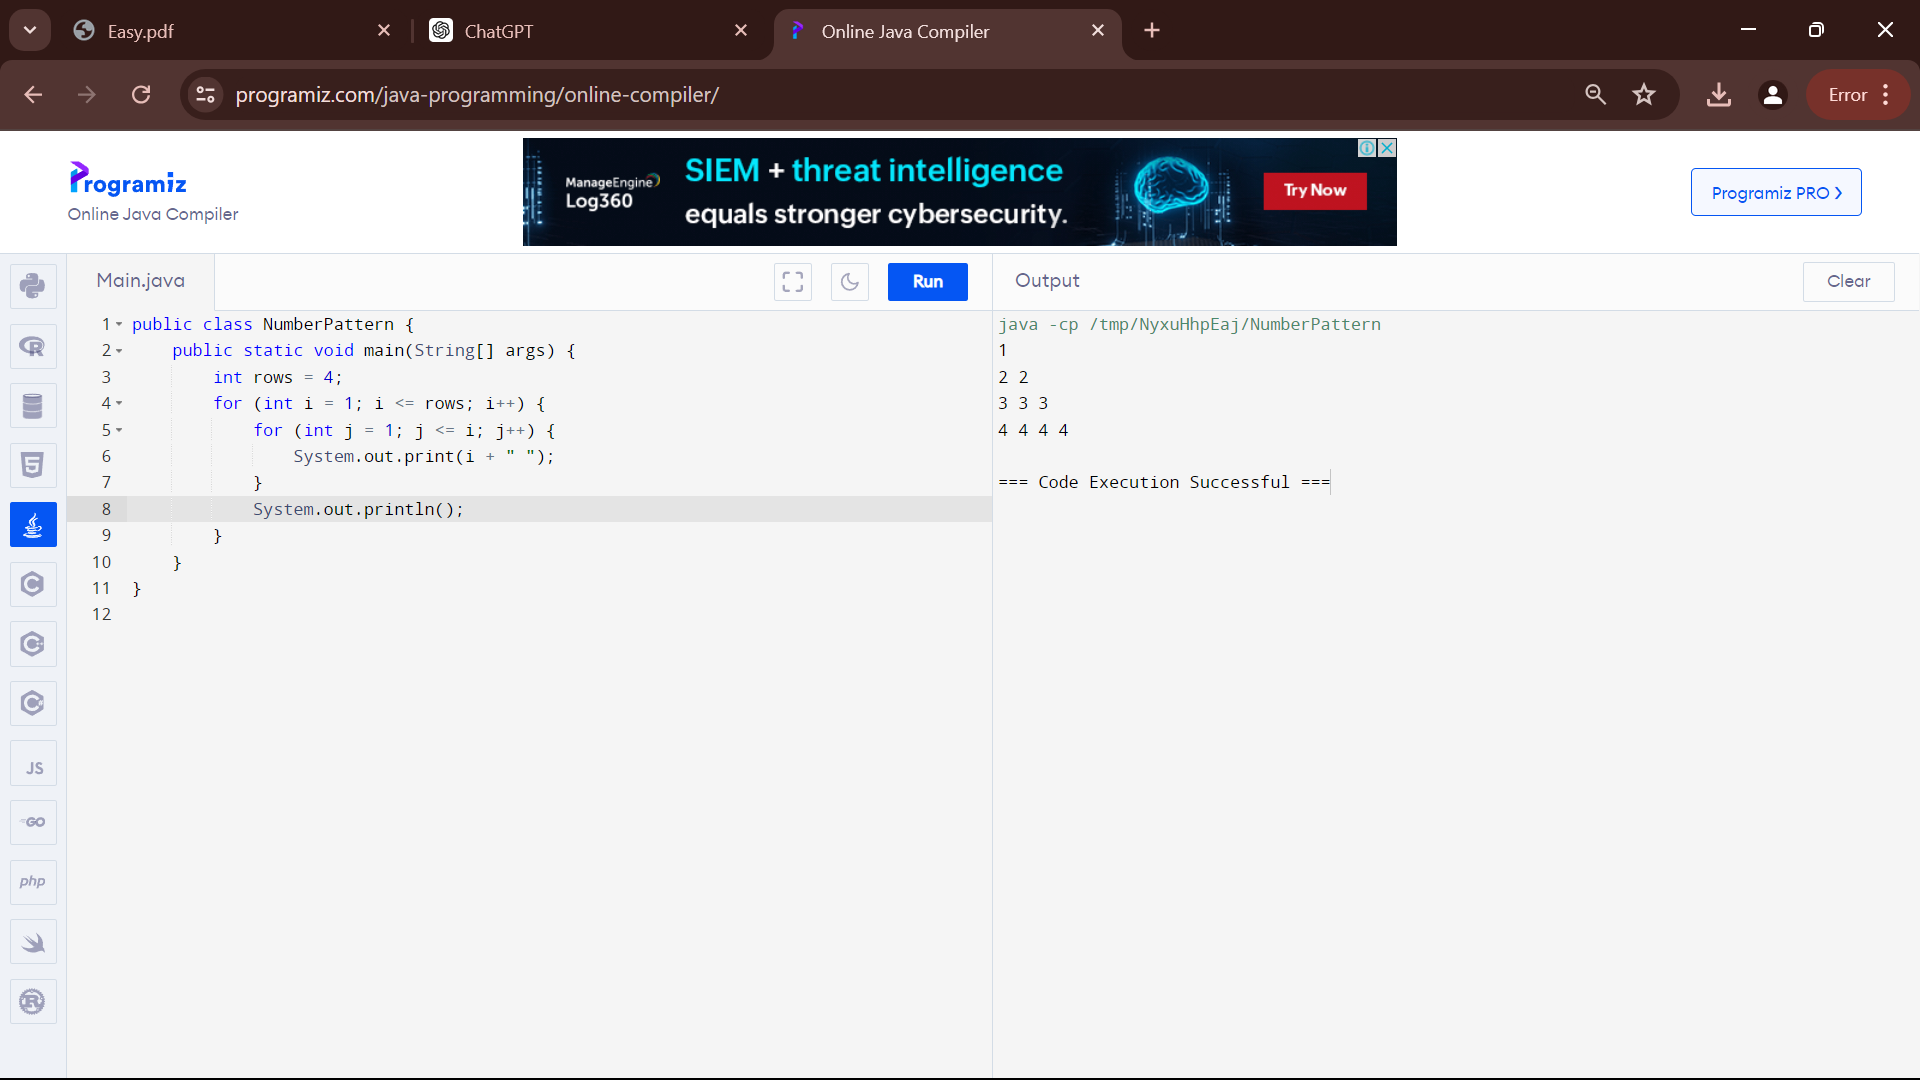 Easy.pdf
ChatGPT
Online Java Compiler
programiz.com/java-programming/online-compiler/
Error
Programiz
Online Java Compiler
ManageEngine
Log360
SIEM + threat intelligence
equals stronger cybersecurity.
Try Now
Programiz PRO >
Main.java
Run
Output
Clear
1 public class NumberPattern {
2     public static void main(String[] args) {
3         int rows = 4;
4         for (int i = 1; i <= rows; i++) {
5             for (int j = 1; j <= i; j++) {
6                 System.out.print(i + " ");
7             }
8             System.out.println();
9         }
10     }
11 }
12
java -cp /tmp/NyxuHhpEaj/NumberPattern
1
2 2
3 3 3
4 4 4 4
=== Code Execution Successful ===
R
5
C
C
C
JS
GO
php
R